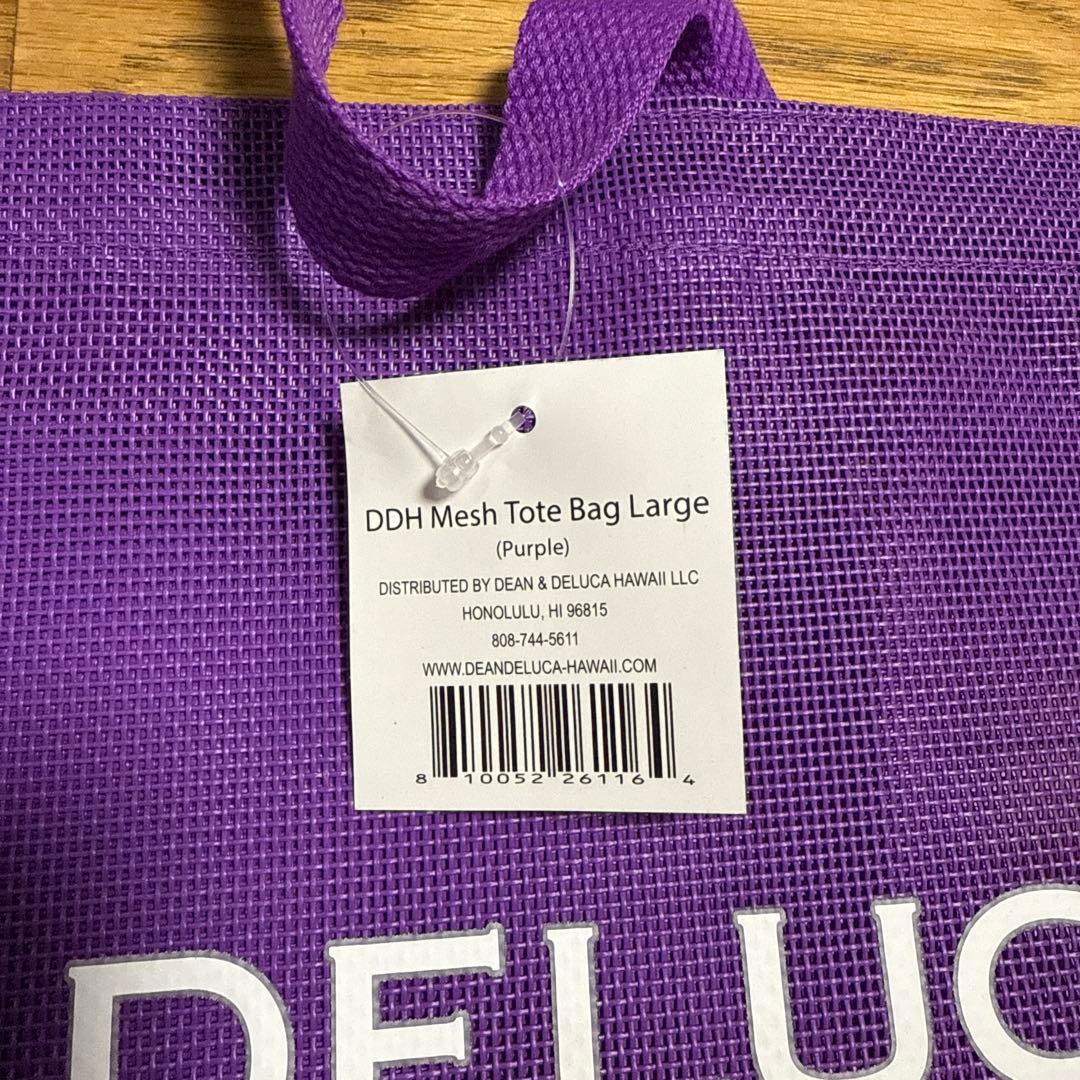 DDH Mesh Tote Bag Large
(Purple)
DISTRIBUTED BY DEAN & DELUCA HAWAII LLC
HONOLULU, HI 96815
808-744-5611
WWW.DEANDELUCA-HAWAII.COM
8 10052 26116 4
DELUC